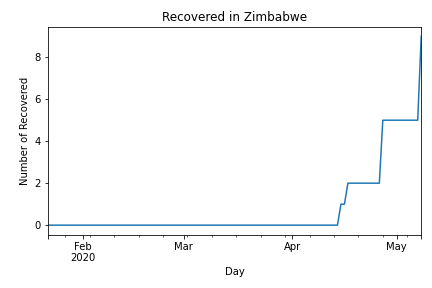 Recovered in Zimbabwe
Number of Recovered
8
6
4
2
0
Feb
2020
Mar
Apr
May
Day